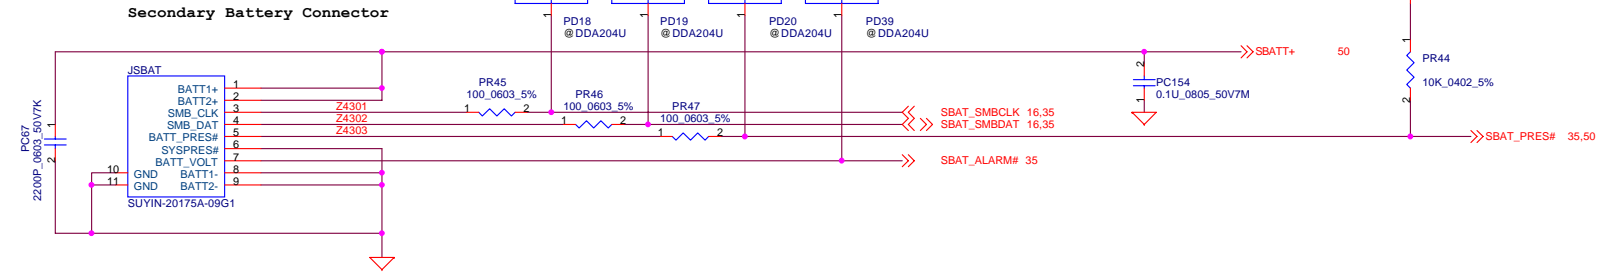 Secondary Battery Connector
1
1
1
1
PD18
@DDA204U
PD19
@DDA204U
PD20
@DDA204U
PD39
@DDA204U
SBATT+ 50
1
PR44
10K_0402_5%
2
2
PC154
0.1U_0805_50V7M
1
PC67
2200P_0603_50V7K
1
2
JSBAT
BATT1+ 1
BATT2+ 2
SMB_CLK 3
SMB_DAT 4
BATT_PRES# 5
SYSPRES# 6
BATT_VOLT 7
10 GND BATT1- 8
11 GND BATT2- 9
SUYIN-20175A-09G1
Z4301
Z4302
Z4303
PR45
100_0603_5%
1 2
PR46
100_0603_5%
1 2
PR47
100_0603_5%
1 2
SBAT_SMBCLK 16,35
SBAT_SMBDAT 16,35
SBAT_PRES# 35,50
SBAT_ALARM# 35